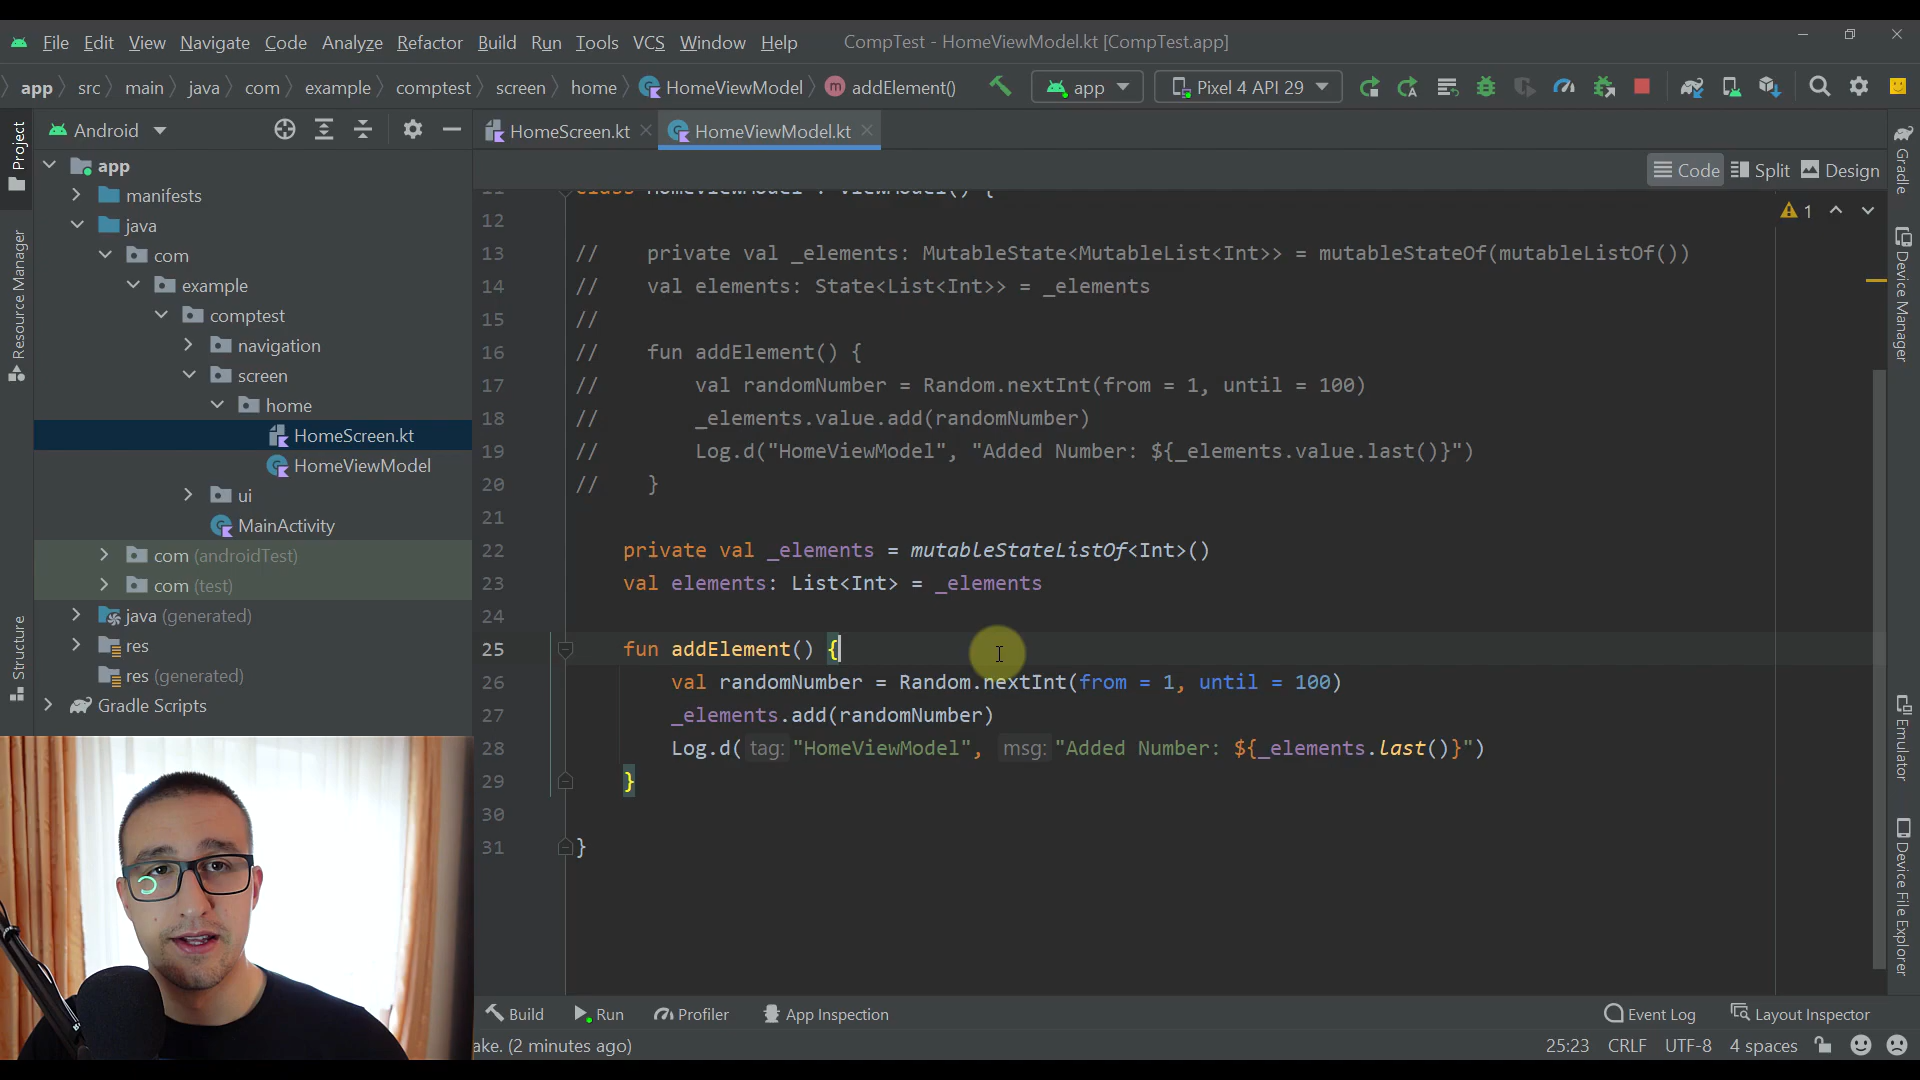 File Edit View Navigate Code Analyze Refactor Build Run Tools VCS Window Help CompTest - HomeViewModel.kt [CompTest.app]
app src main java com example comptest screen home HomeViewModel m addElement() app Pixel 4 API 29
Project
Resource Manager
Structure
Android
app
manifests
java
com
example
comptest
navigation
screen
home
HomeScreen.kt
HomeViewModel
ui
MainActivity
com (androidTest)
com (test)
java (generated)
res
res (generated)
Gradle Scripts
HomeScreen.kt HomeViewModel.kt
Code Split Design
1
11 class HomeViewModel : ViewModel() {
12
13 // private val _elements: MutableState<MutableList<Int>> = mutableStateOf(mutableListOf())
14 // val elements: State<List<Int>> = _elements
15 //
16 // fun addElement() {
17 // val randomNumber = Random.nextInt(from = 1, until = 100)
18 // _elements.value.add(randomNumber)
19 // Log.d("HomeViewModel", "Added Number: ${_elements.value.last()}")
20 // }
21
22 private val _elements = mutableStateListOf<Int>()
23 val elements: List<Int> = _elements
24
25 fun addElement() {
26 val randomNumber = Random.nextInt(from = 1, until = 100)
27 _elements.add(randomNumber)
28 Log.d( tag: "HomeViewModel", msg: "Added Number: ${_elements.last()}")
29 }
30
31 }
Gradle
Device Manager
Emulator
Device File Explorer
Build Run Profiler App Inspection Event Log Layout Inspector
ake. (2 minutes ago) 25:23 CRLF UTF-8 4 spaces